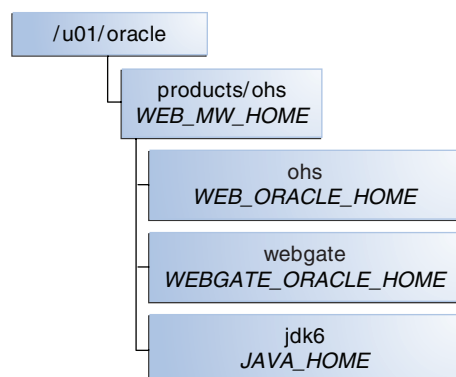 /u01/oracle
products/ohs
WEB_MW_HOME
ohs
WEB_ORACLE_HOME
webgate
WEBGATE_ORACLE_HOME
jdk6
JAVA_HOME